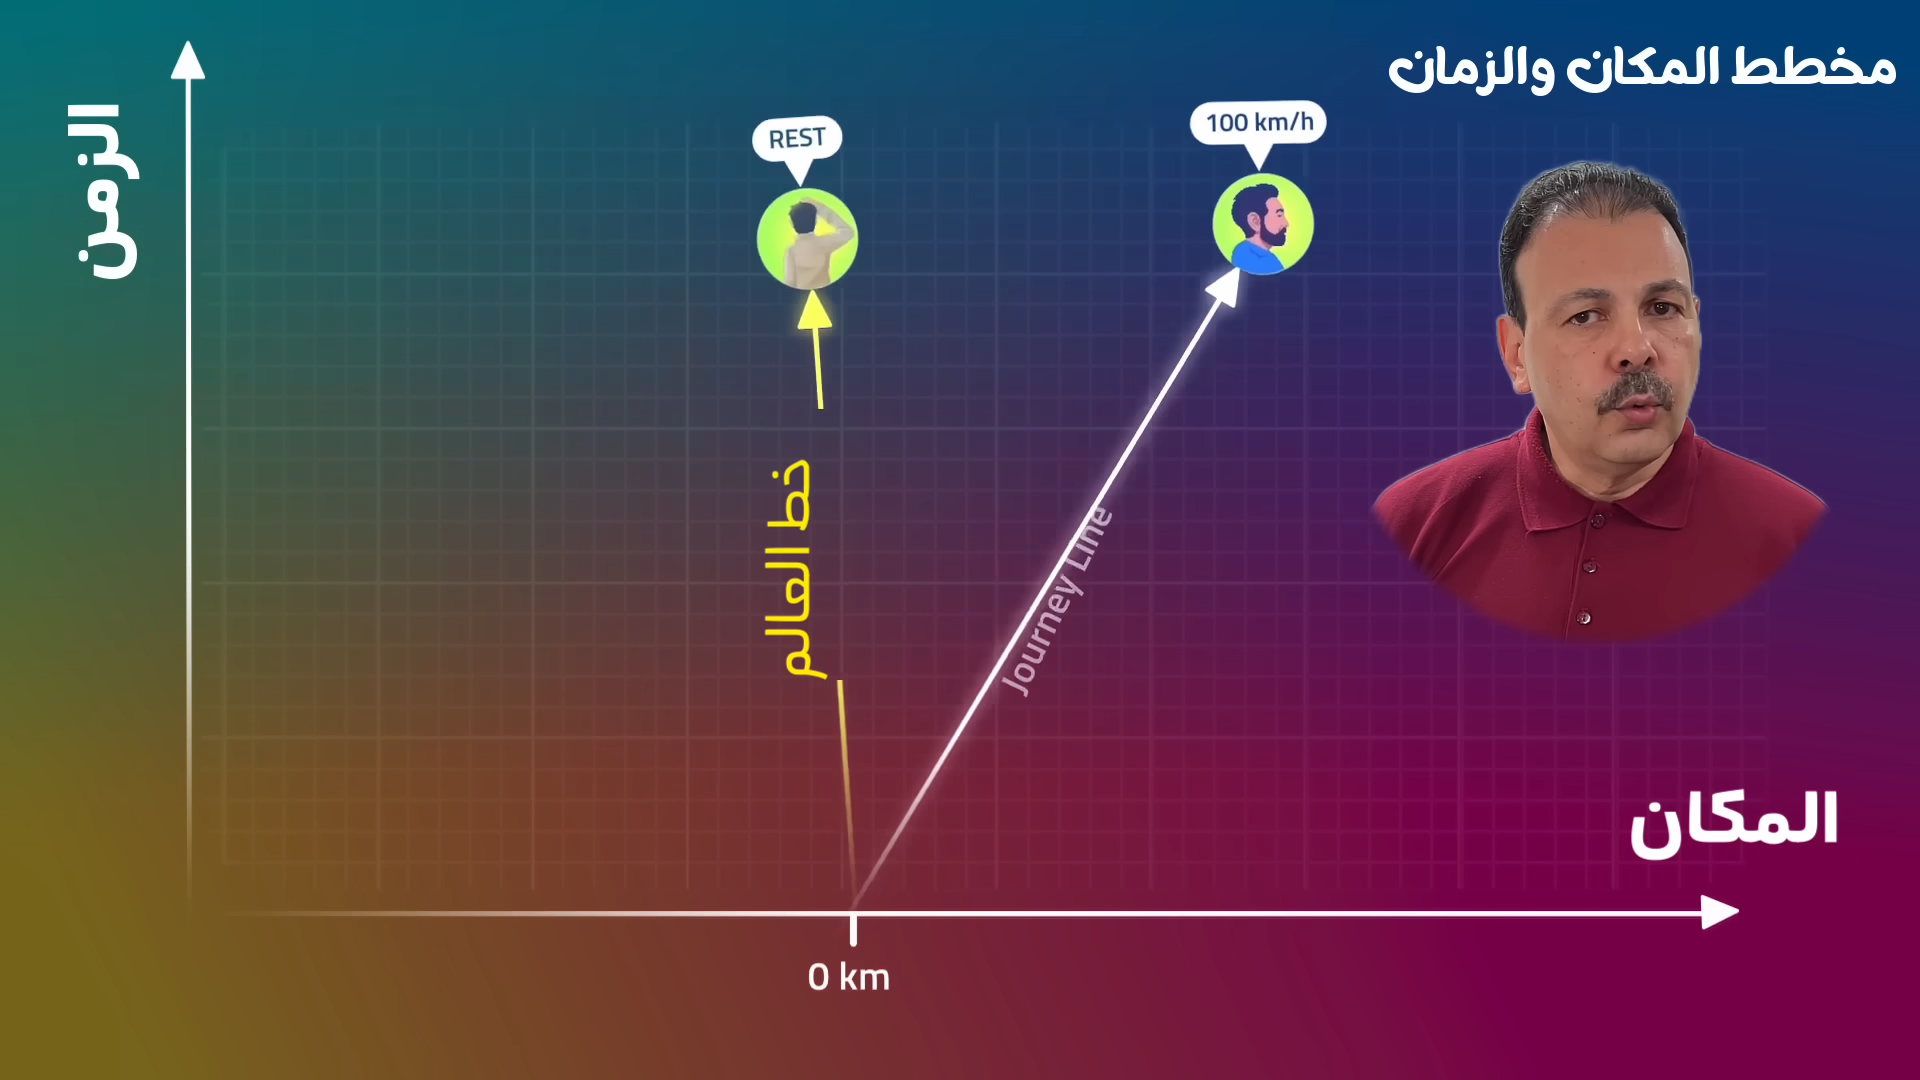 مخطط المكان والزمان
الزمن
REST
100 km/h
خط العالم
Journey Line
المكان
0 km